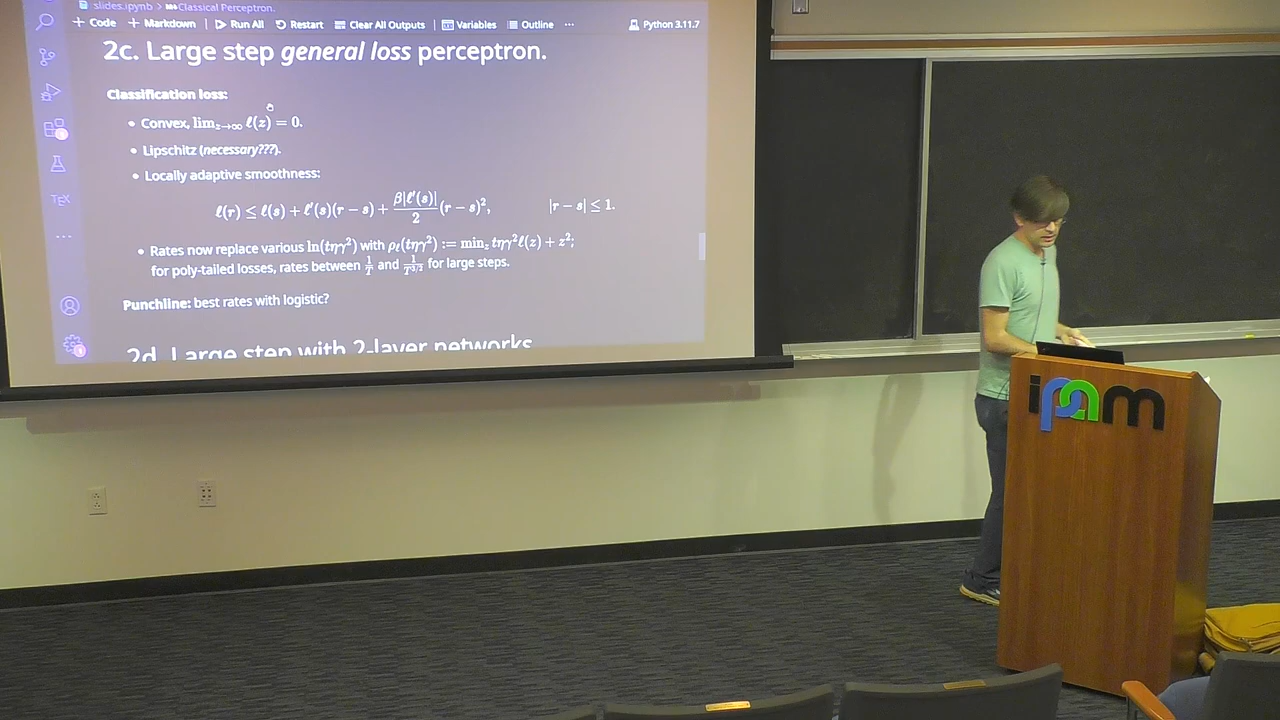 slides.ipynb > M↓ Classical Perceptron.
+ Code + Markdown | Run All Restart Clear All Outputs | Variables Outline ··· Python 3.11.7
2c. Large step general loss perceptron.
Classification loss:
• Convex, lim_{z→∞} ℓ(z) = 0.
• Lipschitz (necessary???).
• Locally adaptive smoothness:
ℓ(r) ≤ ℓ(s) + ℓ′(s)(r − s) + β|ℓ′(s)|/2 (r − s)², |r − s| ≤ 1.
• Rates now replace various ln(tηγ²) with ρ_ℓ(tηγ²) := min_z tηγ²ℓ(z) + z²;
for poly-tailed losses, rates between 1/T and 1/T^{3/2} for large steps.
Punchline: best rates with logistic?
2d. Large step with 2-layer networks
TEX
ipam